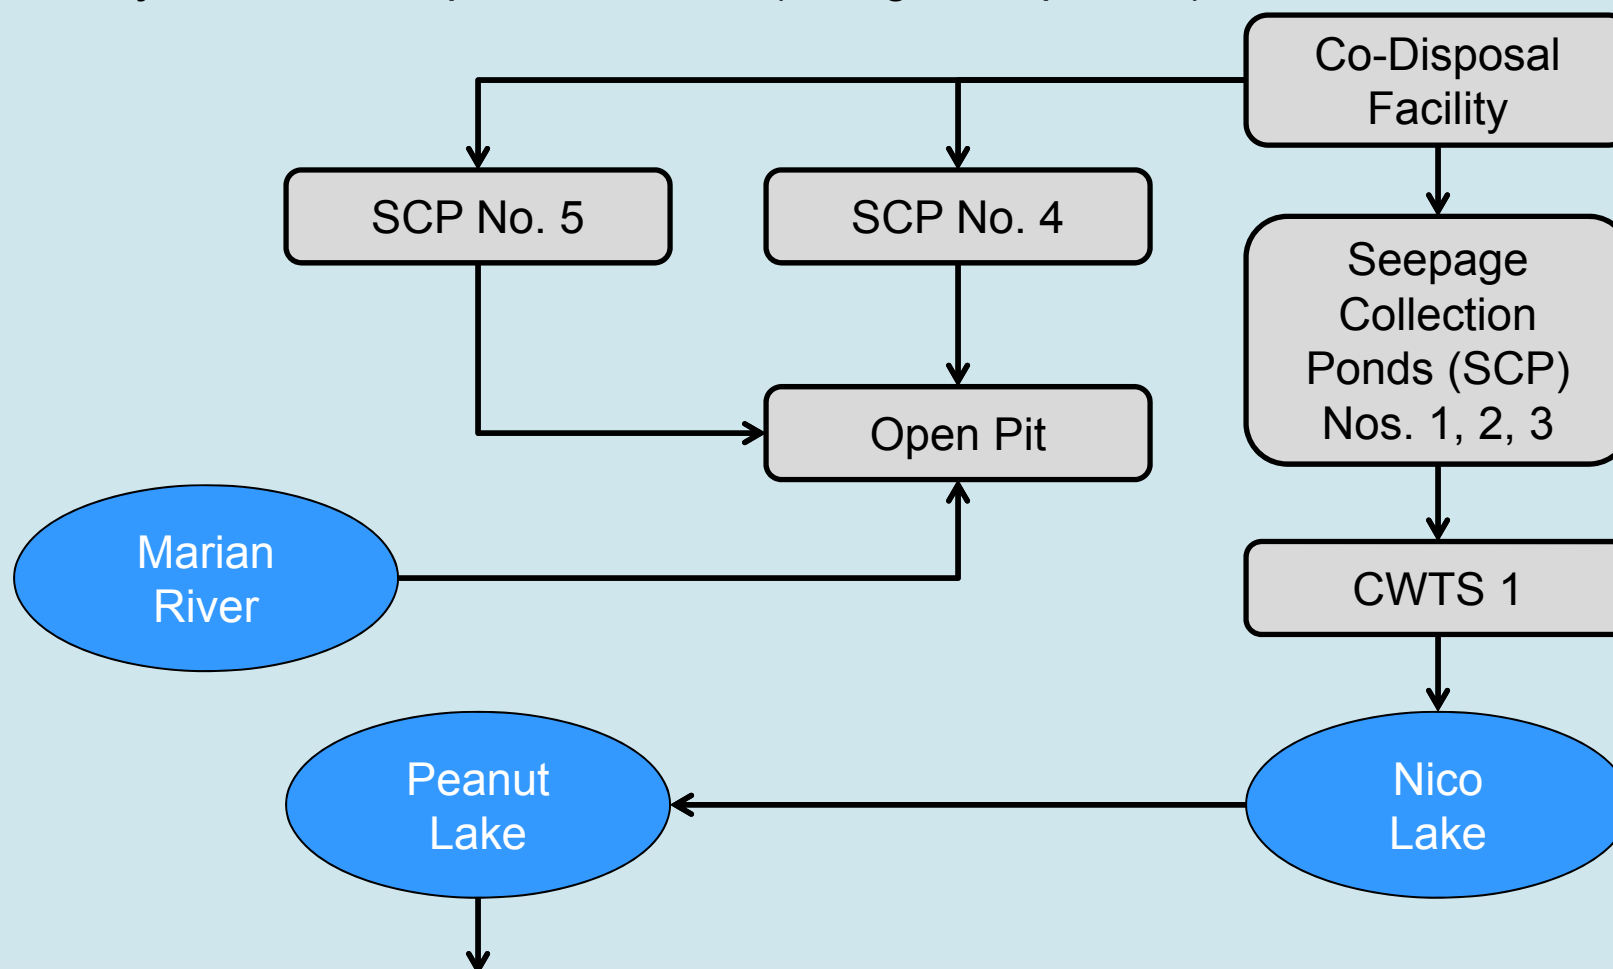 Co-Disposal
Facility
SCP No. 5
SCP No. 4
Seepage
Collection
Ponds (SCP)
Nos. 1, 2, 3
Open Pit
Marian
River
CWTS 1
Peanut
Lake
Nico
Lake